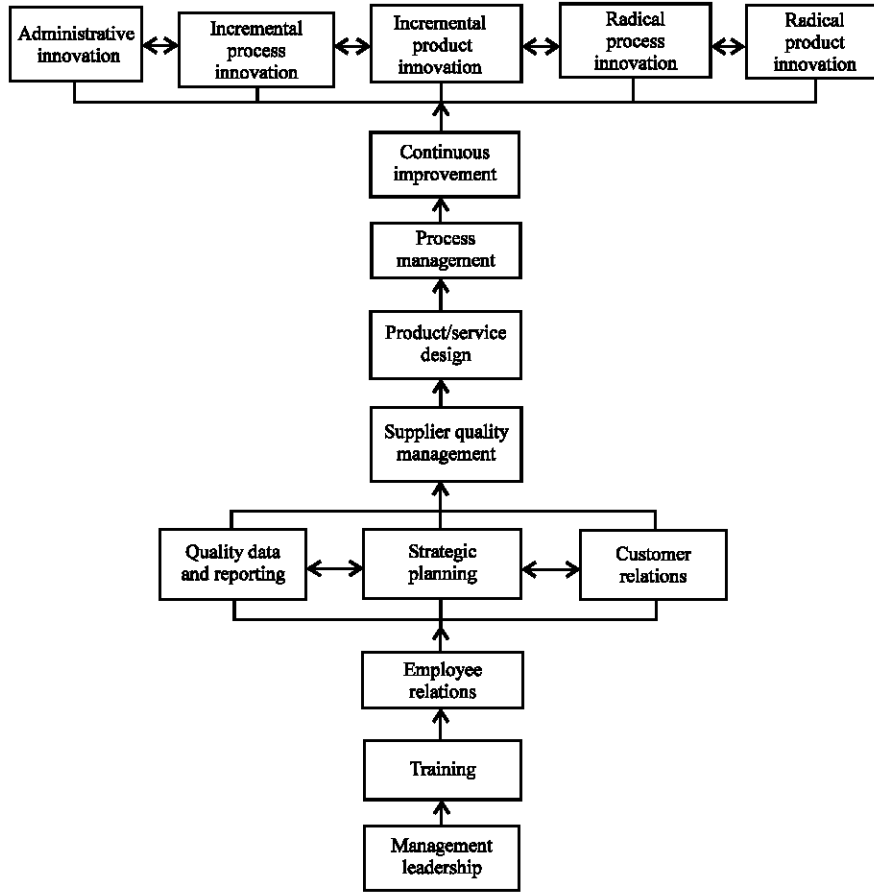 Administrative
innovation
Incremental
process
innovation
Incremental
product
innovation
Radical
process
innovation
Radical
product
innovation
Continuous
improvement
Process
management
Product/service
design
Supplier quality
management
Quality data
and reporting
Strategic
planning
Customer
relations
Employee
relations
Training
Management
leadership